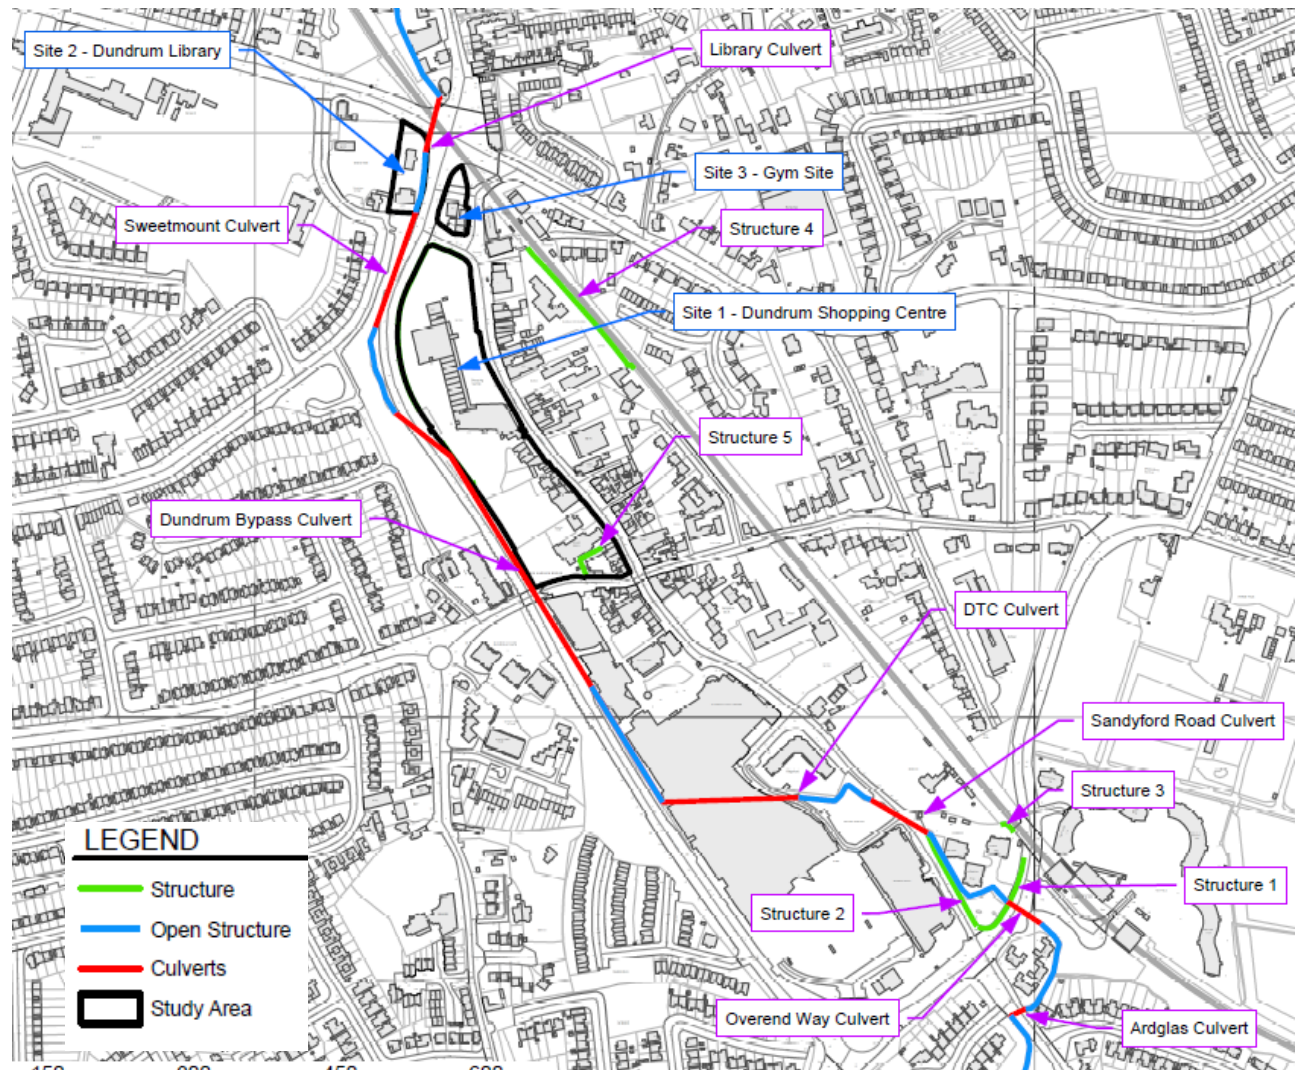 Site 2 - Dundrum Library
Library Culvert
Site 3 - Gym Site
Sweetmount Culvert
Structure 4
Site 1 - Dundrum Shopping Centre
Structure 5
Dundrum Bypass Culvert
DTC Culvert
Sandyford Road Culvert
Structure 3
LEGEND
Structure
Open Structure
Culverts
Study Area
Structure 1
Structure 2
Overend Way Culvert
Ardglas Culvert